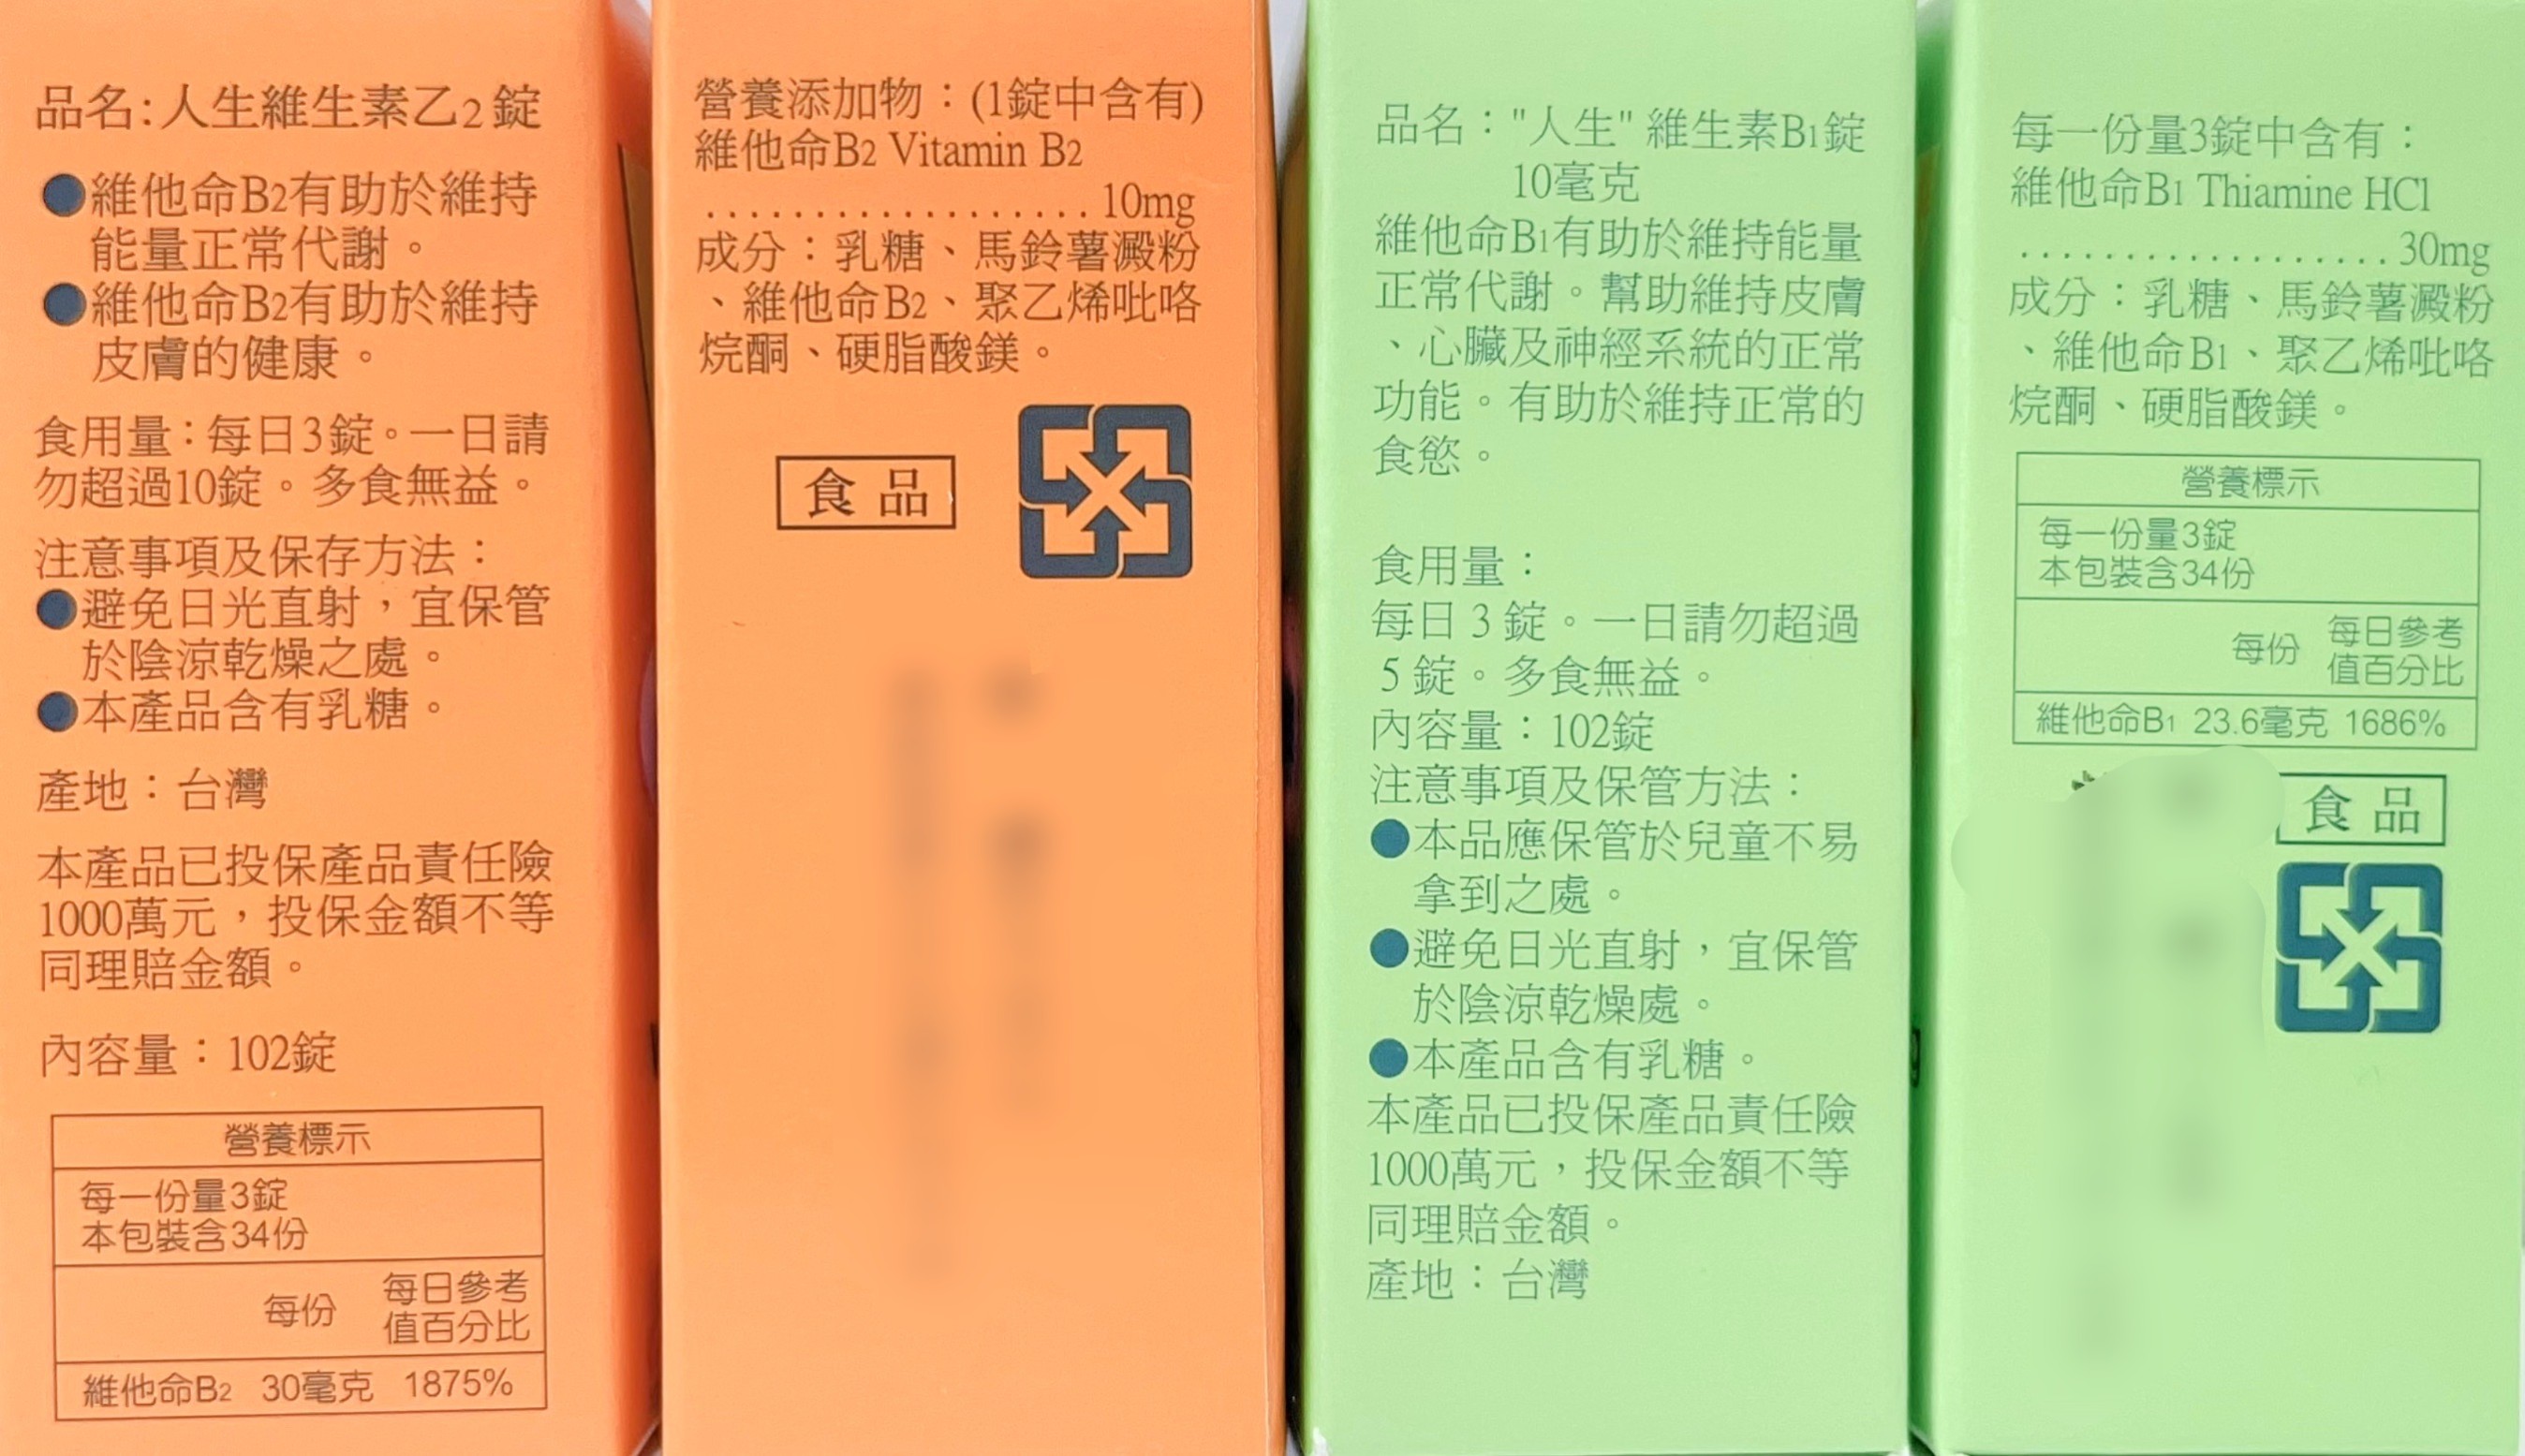 品名:人生維生素乙2錠
●維他命B2有助於維持
能量正常代謝。
●維他命B2有助於維持
皮膚的健康。
食用量:每日3錠。一日請
勿超過10錠。多食無益。
注意事項及保存方法：
●避免日光直射，宜保管
於陰涼乾燥之處。
●本產品含有乳糖。
產地：台灣
本產品已投保產品責任險
1000萬元，投保金額不等
同理賠金額。
內容量：102錠
營養標示
每一份量3錠
本包裝含34份
每份 每日參考
值百分比
維他命B2 30毫克 1875%
營養添加物：(1錠中含有)
維他命B2 Vitamin B2
..................10mg
成分：乳糖、馬鈴薯澱粉
、維他命B2、聚乙烯吡咯
烷酮、硬脂酸鎂。
食品
品名："人生" 維生素B1錠
10毫克
維他命B1有助於維持能量
正常代謝。幫助維持皮膚
、心臟及神經系統的正常
功能。有助於維持正常的
食慾。
食用量：
每日3錠。一日請勿超過
5錠。多食無益。
內容量：102錠
注意事項及保管方法：
●本品應保管於兒童不易
拿到之處。
●避免日光直射，宜保管
於陰涼乾燥處。
●本產品含有乳糖。
本產品已投保產品責任險
1000萬元，投保金額不等
同理賠金額。
產地：台灣
每一份量3錠中含有：
維他命B1 Thiamine HCl
..................30mg
成分：乳糖、馬鈴薯澱粉
、維他命B1、聚乙烯吡咯
烷酮、硬脂酸鎂。
營養標示
每一份量3錠
本包裝含34份
每份 每日參考
值百分比
維他命B1 23.6毫克 1686%
食品